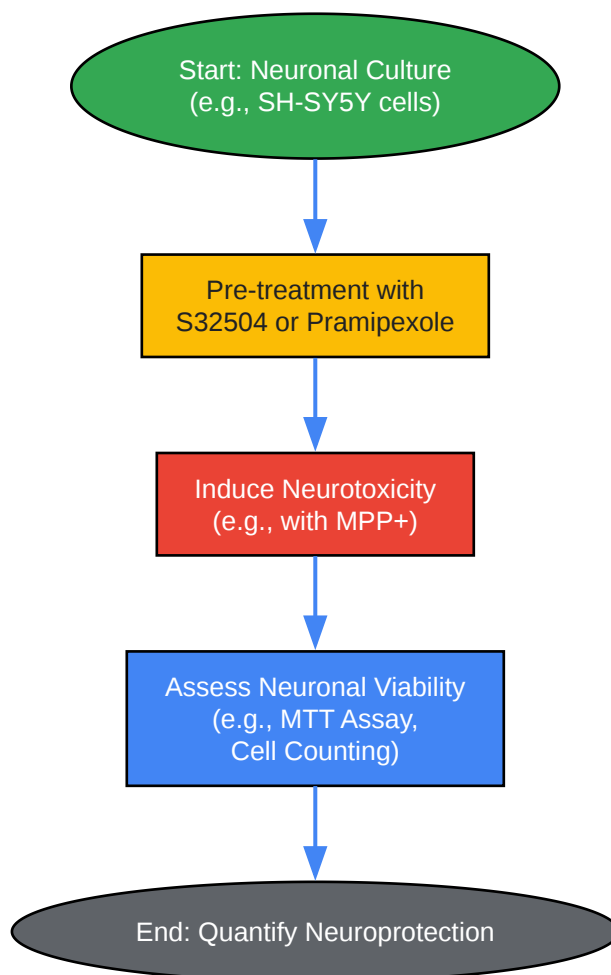 Start: Neuronal Culture
(e.g., SH-SY5Y cells)
Pre-treatment with
S32504 or Pramipexole
Induce Neurotoxicity
(e.g., with MPP+)
Assess Neuronal Viability
(e.g., MTT Assay,
Cell Counting)
End: Quantify Neuroprotection